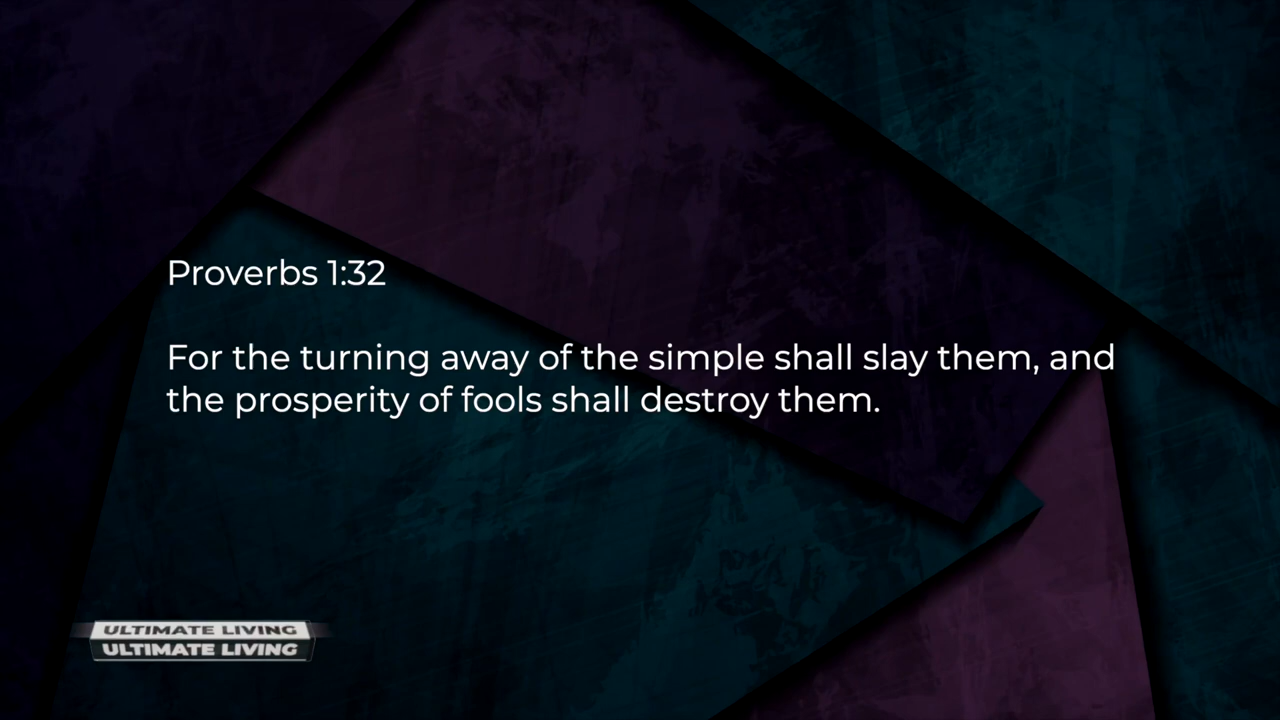 Proverbs 1:32
For the turning away of the simple shall slay them, and
the prosperity of fools shall destroy them.
ULTIMATE LIVING
ULTIMATE LIVING